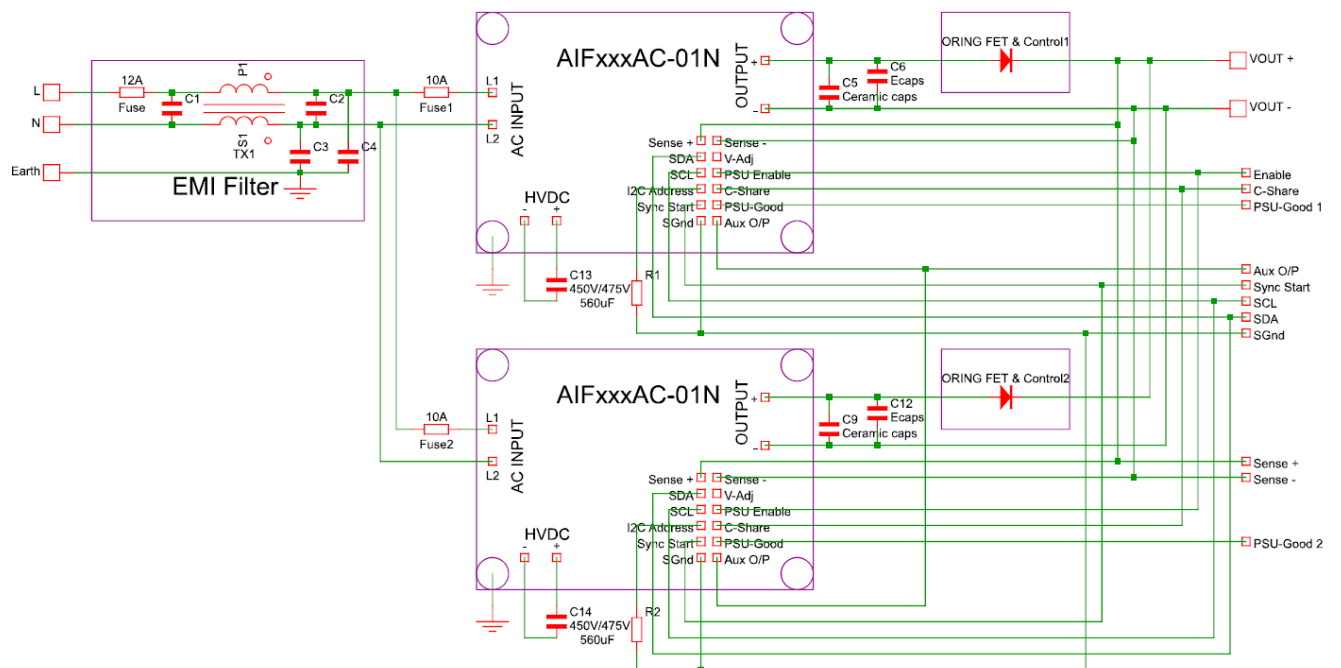 AIFxxxAC-01N
ORING FET & Control1
VOUT +
VOUT -
12A
Fuse
P1
C1
C2
L
N
Earth
S1
TX1
C3
C4
EMI Filter
10A
Fuse1
L1
L2
AC INPUT
OUTPUT
+
-
C5
Ceramic caps
C6
Ecaps
Sense +
Sense -
SDA
V-Adj
SCL
PSU Enable
I2C Address
C-Share
Sync Start
PSU-Good
SGnd
Aux O/P
HVDC
- +
Enable
C-Share
PSU-Good 1
C13
450V/475V
560uF
R1
Aux O/P
Sync Start
SCL
SDA
SGnd
AIFxxxAC-01N
ORING FET & Control2
10A
Fuse2
L1
L2
AC INPUT
OUTPUT
+
-
C9
Ceramic caps
C12
Ecaps
Sense +
Sense -
SDA
V-Adj
SCL
PSU Enable
I2C Address
C-Share
Sync Start
PSU-Good
SGnd
Aux O/P
HVDC
- +
Sense +
Sense -
PSU-Good 2
C14
450V/475V
560uF
R2